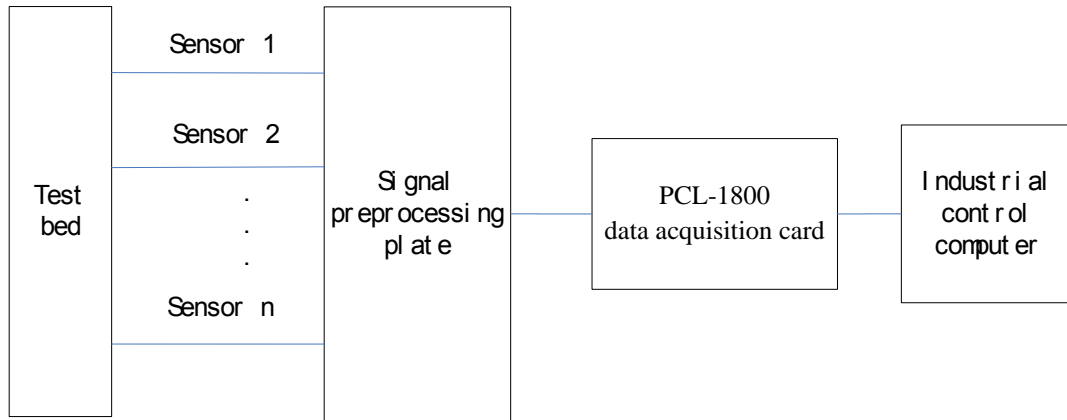 Test
bed
Sensor 1
Sensor 2
.
.
.
Sensor n
Signal
preprocessing
plate
PCL-1800
data acquisition card
Industrial
control
computer